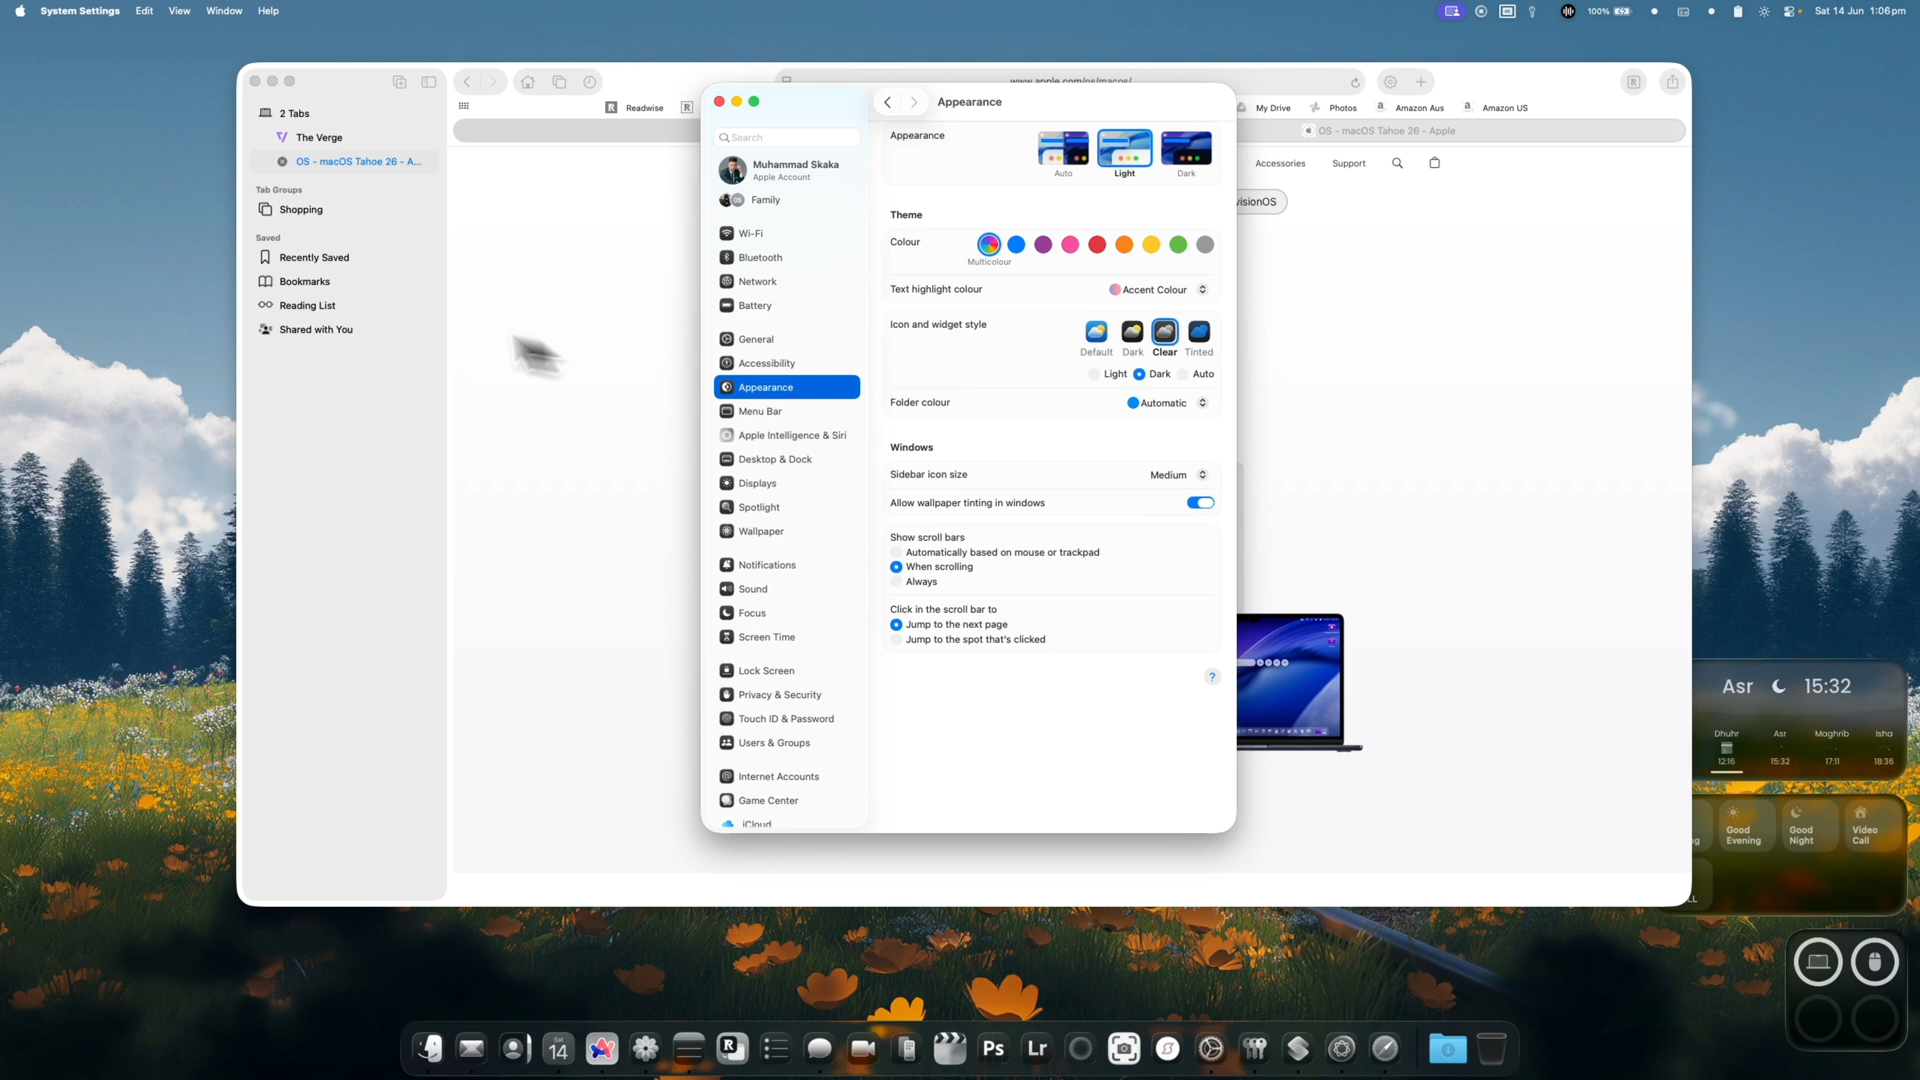 System Settings Edit View Window Help
100% Sat 14 Jun 1:06 pm
www.apple.com/os/macos/
Readwise
My Drive Photos Amazon Aus Amazon US
OS - macOS Tahoe 26 - Apple
Accessories Support
visionOS
2 Tabs
The Verge
OS - macOS Tahoe 26 - A...
Tab Groups
Shopping
Saved
Recently Saved
Bookmarks
Reading List
Shared with You
Search
Muhammad Skaka
Apple Account
Family
Wi-Fi
Bluetooth
Network
Battery
General
Accessibility
Appearance
Menu Bar
Apple Intelligence & Siri
Desktop & Dock
Displays
Spotlight
Wallpaper
Notifications
Sound
Focus
Screen Time
Lock Screen
Privacy & Security
Touch ID & Password
Users & Groups
Internet Accounts
Game Center
iCloud
Appearance
Appearance
Auto Light Dark
Theme
Colour
Multicolour
Text highlight colour Accent Colour
Icon and widget style
Default Dark Clear Tinted
Light Dark Auto
Folder colour Automatic
Windows
Sidebar icon size Medium
Allow wallpaper tinting in windows
Show scroll bars
Automatically based on mouse or trackpad
When scrolling
Always
Click in the scroll bar to
Jump to the next page
Jump to the spot that's clicked
?
Asr 15:32
Dhuhr Asr Maghrib Isha
12:16 15:32 17:11 18:36
Good Evening
Good Night
Video Call
Sat
14
R
Ps
Lr